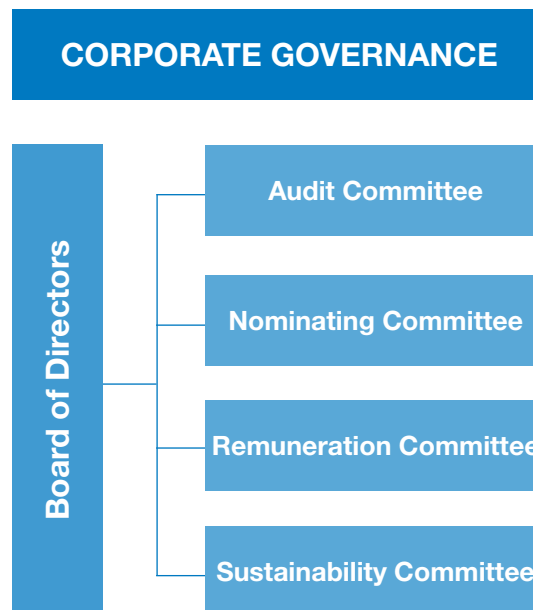 CORPORATE GOVERNANCE
Board of Directors
Audit Committee
Nominating Committee
Remuneration Committee
Sustainability Committee